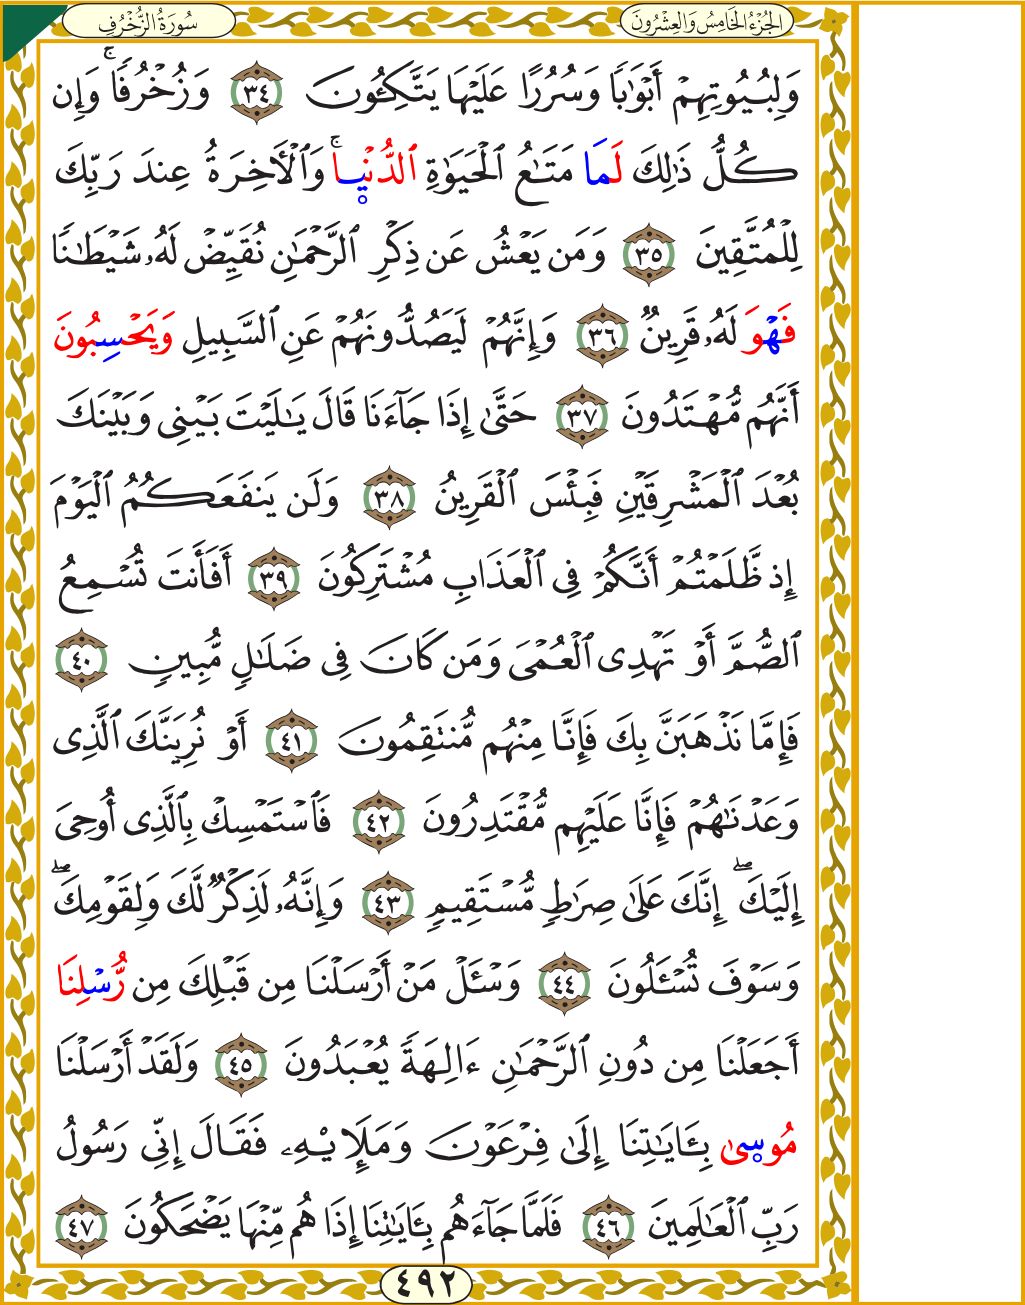 الجُزْءُ الخَامِسُ وَالعِشْرُونَ
سُورَةُ الزُّخْرُفِ
وَلِبُيُوتِهِمْ أَبْوَٰبًا وَسُرُرًا عَلَيْهَا يَتَّكِـُٔونَ ٣٤ وَزُخْرُفًاۚ وَإِن
كُلُّ ذَٰلِكَ لَمَا مَتَـٰعُ ٱلْحَيَوٰةِ ٱلدُّنْيَاۚ وَٱلْـَٔاخِرَةُ عِندَ رَبِّكَ
لِلْمُتَّقِينَ ٣٥ وَمَن يَعْشُ عَن ذِكْرِ ٱلرَّحْمَـٰنِ نُقَيِّضْ لَهُۥ شَيْطَـٰنًا
فَهْوَ لَهُۥ قَرِينٌ ٣٦ وَإِنَّهُمْ لَيَصُدُّونَهُمْ عَنِ ٱلسَّبِيلِ وَيَحْسِبُونَ
أَنَّهُم مُّهْتَدُونَ ٣٧ حَتَّىٰٓ إِذَا جَآءَنَا قَالَ يَـٰلَيْتَ بَيْنِى وَبَيْنَكَ
بُعْدَ ٱلْمَشْرِقَيْنِ فَبِئْسَ ٱلْقَرِينُ ٣٨ وَلَن يَنفَعَكُمُ ٱلْيَوْمَ
إِذ ظَّلَمْتُمْ أَنَّكُمْ فِى ٱلْعَذَابِ مُشْتَرِكُونَ ٣٩ أَفَأَنتَ تُسْمِعُ
ٱلصُّمَّ أَوْ تَهْدِى ٱلْعُمْىَ وَمَن كَانَ فِى ضَلَـٰلٍ مُّبِينٍ ٤٠
فَإِمَّا نَذْهَبَنَّ بِكَ فَإِنَّا مِنْهُم مُّنتَقِمُونَ ٤١ أَوْ نُرِيَنَّكَ ٱلَّذِى
وَعَدْنَـٰهُمْ فَإِنَّا عَلَيْهِم مُّقْتَدِرُونَ ٤٢ فَٱسْتَمْسِكْ بِٱلَّذِى أُوحِىَ
إِلَيْكَۖ إِنَّكَ عَلَىٰ صِرَٰطٍ مُّسْتَقِيمٍ ٤٣ وَإِنَّهُۥ لَذِكْرٌ لَّكَ وَلِقَوْمِكَۖ
وَسَوْفَ تُسْـَٔلُونَ ٤٤ وَسْـَٔلْ مَنْ أَرْسَلْنَا مِن قَبْلِكَ مِن رُّسْلِنَا
أَجَعَلْنَا مِن دُونِ ٱلرَّحْمَـٰنِ ءَالِهَةً يُعْبَدُونَ ٤٥ وَلَقَدْ أَرْسَلْنَا
مُوسَىٰ بِـَٔايَـٰتِنَا إِلَىٰ فِرْعَوْنَ وَمَلَإِي۟هِۦ فَقَالَ إِنِّى رَسُولُ
رَبِّ ٱلْعَـٰلَمِينَ ٤٦ فَلَمَّا جَآءَهُم بِـَٔايَـٰتِنَا إِذَا هُم مِّنْهَا يَضْحَكُونَ ٤٧
٤٩٢